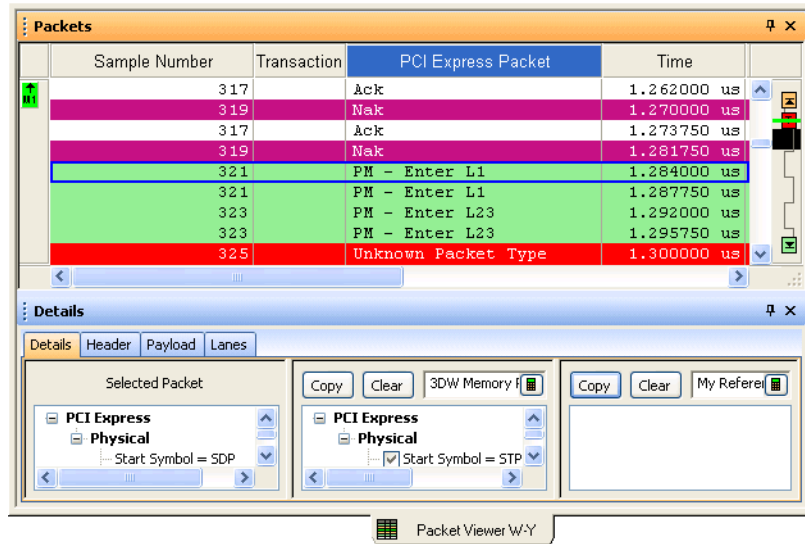 Packets
Sample Number Transaction PCI Express Packet Time
M1
317 Ack 1.262000 us
319 Nak 1.270000 us
317 Ack 1.273750 us
319 Nak 1.281750 us
321 PM - Enter L1 1.284000 us
321 PM - Enter L1 1.287750 us
323 PM - Enter L23 1.292000 us
323 PM - Enter L23 1.295750 us
325 Unknown Packet Type 1.300000 us
Details
Details Header Payload Lanes
Selected Packet
PCI Express
Physical
Start Symbol = SDP
Copy Clear 3DW Memory
PCI Express
Physical
Start Symbol = STP
Copy Clear My Referei
Packet Viewer W-Y